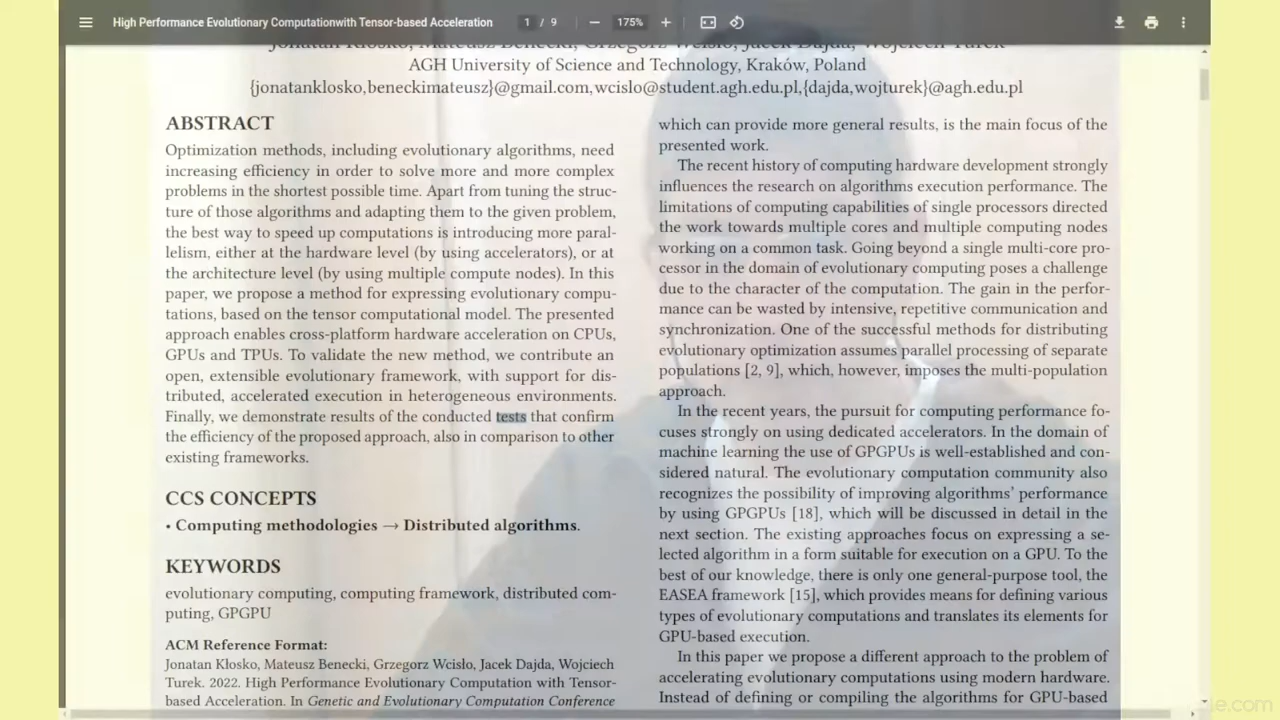 High Performance Evolutionary Computationwith Tensor-based Acceleration
1 / 9
175%
Jonatan Kłosko, Mateusz Benecki, Grzegorz Wcisło, Jacek Dajda, Wojciech Turek
AGH University of Science and Technology, Kraków, Poland
{jonatanklosko,beneckimateusz}@gmail.com,wcislo@student.agh.edu.pl,{dajda,wojturek}@agh.edu.pl
ABSTRACT
Optimization methods, including evolutionary algorithms, need
increasing efficiency in order to solve more and more complex
problems in the shortest possible time. Apart from tuning the struc-
ture of those algorithms and adapting them to the given problem,
the best way to speed up computations is introducing more paral-
lelism, either at the hardware level (by using accelerators), or at
the architecture level (by using multiple compute nodes). In this
paper, we propose a method for expressing evolutionary compu-
tations, based on the tensor computational model. The presented
approach enables cross-platform hardware acceleration on CPUs,
GPUs and TPUs. To validate the new method, we contribute an
open, extensible evolutionary framework, with support for dis-
tributed, accelerated execution in heterogeneous environments.
Finally, we demonstrate results of the conducted tests that confirm
the efficiency of the proposed approach, also in comparison to other
existing frameworks.
CCS CONCEPTS
• Computing methodologies → Distributed algorithms.
KEYWORDS
evolutionary computing, computing framework, distributed com-
puting, GPGPU
ACM Reference Format:
Jonatan Kłosko, Mateusz Benecki, Grzegorz Wcisło, Jacek Dajda, Wojciech
Turek. 2022. High Performance Evolutionary Computation with Tensor-
based Acceleration. In Genetic and Evolutionary Computation Conference
which can provide more general results, is the main focus of the
presented work.
The recent history of computing hardware development strongly
influences the research on algorithms execution performance. The
limitations of computing capabilities of single processors directed
the work towards multiple cores and multiple computing nodes
working on a common task. Going beyond a single multi-core pro-
cessor in the domain of evolutionary computing poses a challenge
due to the character of the computation. The gain in the perfor-
mance can be wasted by intensive, repetitive communication and
synchronization. One of the successful methods for distributing
evolutionary optimization assumes parallel processing of separate
populations [2, 9], which, however, imposes the multi-population
approach.
In the recent years, the pursuit for computing performance fo-
cuses strongly on using dedicated accelerators. In the domain of
machine learning the use of GPGPUs is well-established and con-
sidered natural. The evolutionary computation community also
recognizes the possibility of improving algorithms' performance
by using GPGPUs [18], which will be discussed in detail in the
next section. The existing approaches focus on expressing a se-
lected algorithm in a form suitable for execution on a GPU. To the
best of our knowledge, there is only one general-purpose tool, the
EASEA framework [15], which provides means for defining various
types of evolutionary computations and translates its elements for
GPU-based execution.
In this paper we propose a different approach to the problem of
accelerating evolutionary computations using modern hardware.
Instead of defining or compiling the algorithms for GPU-based